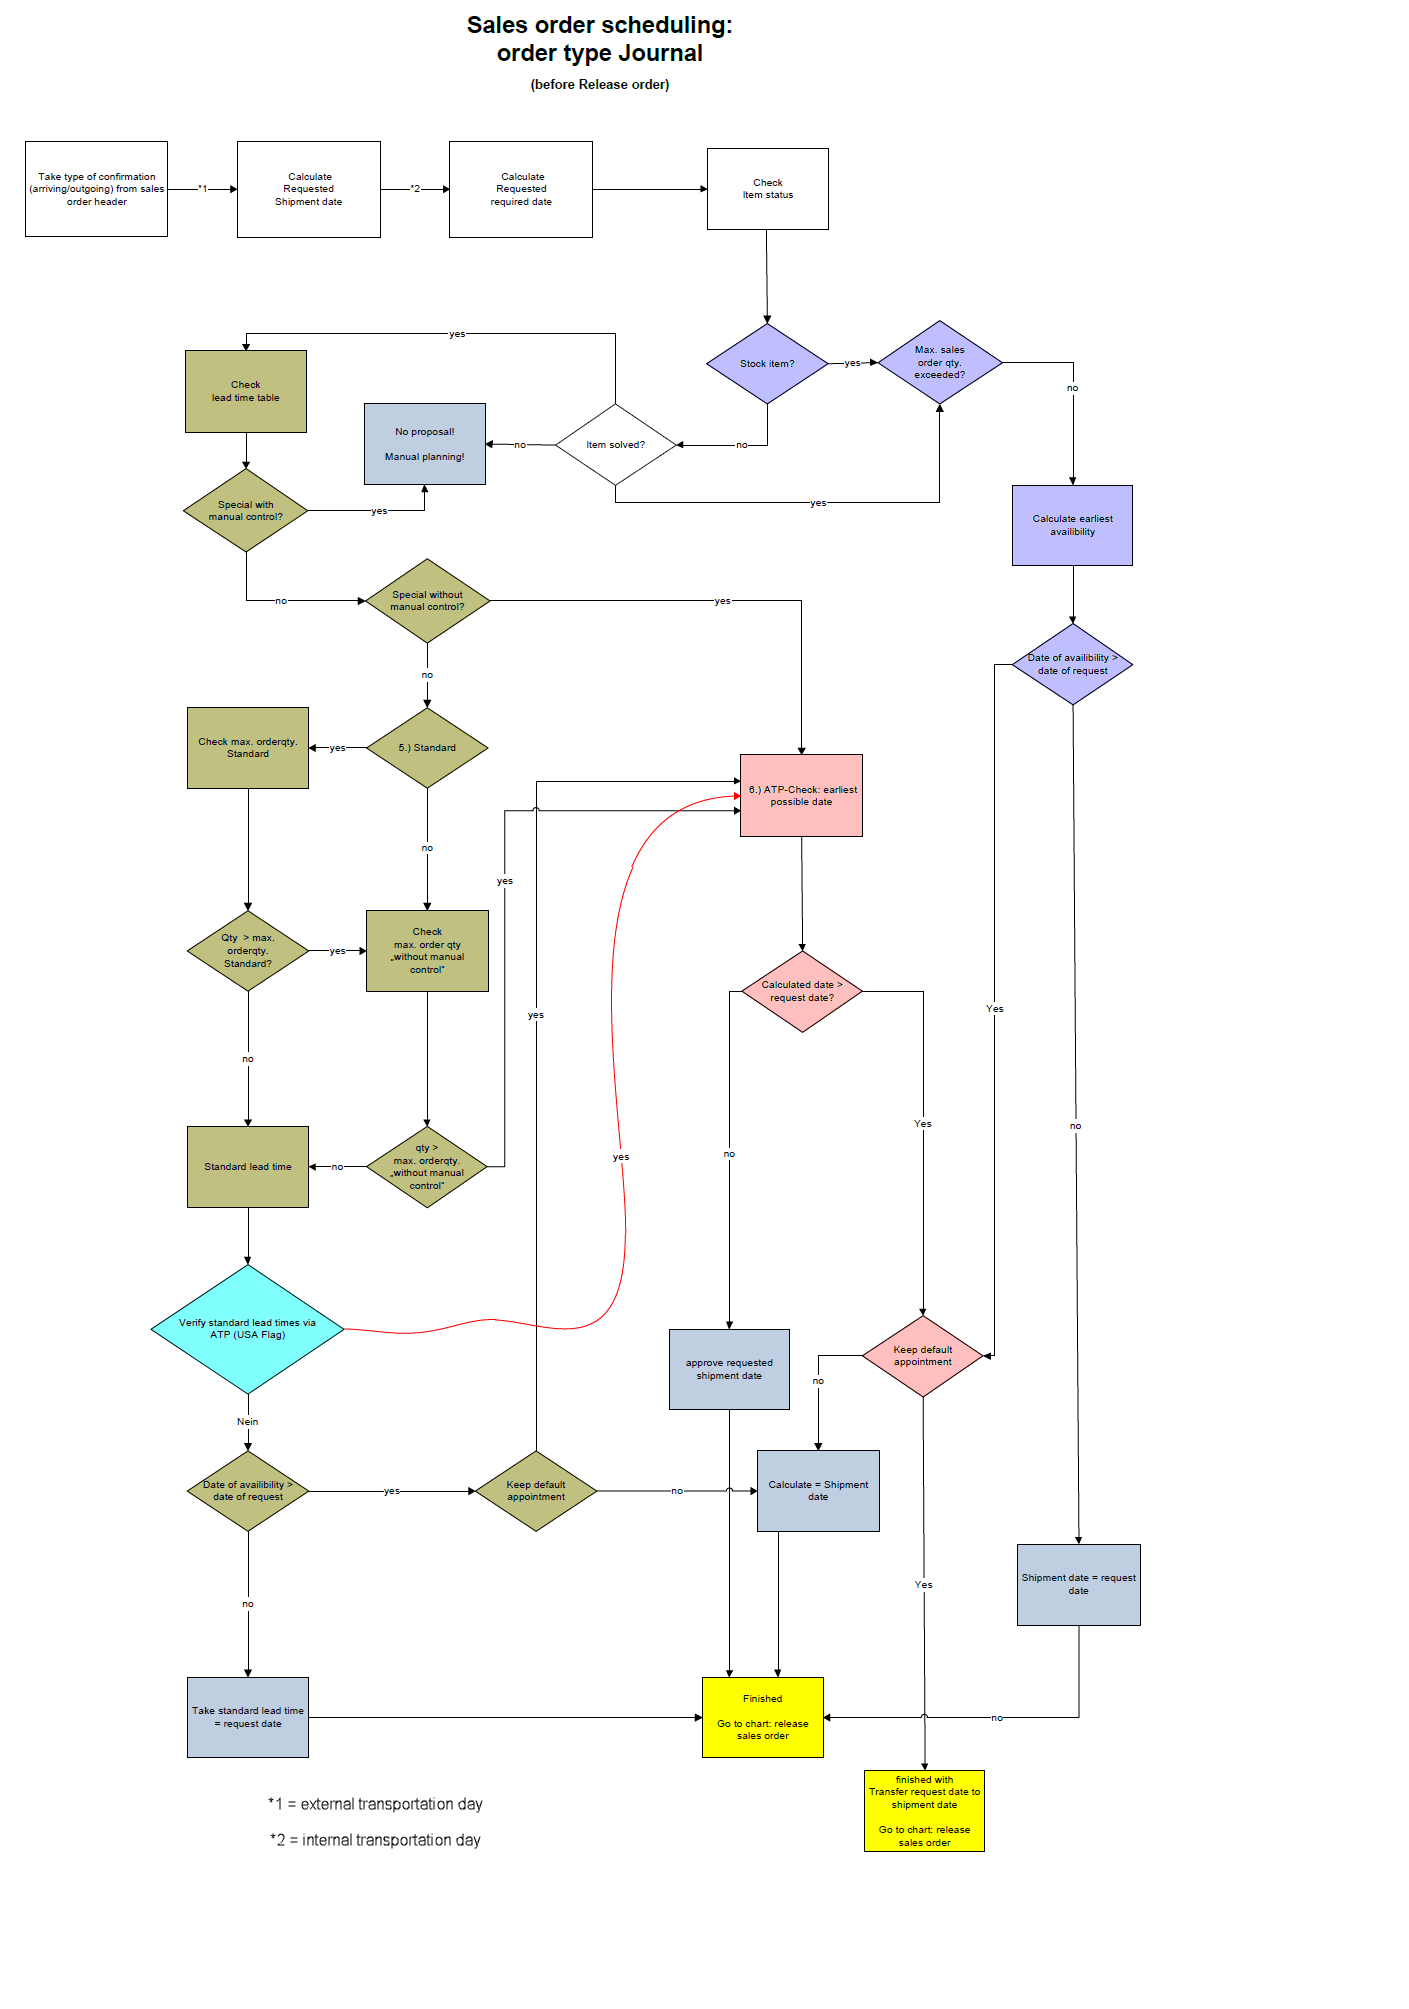 Sales order scheduling:
order type Journal
(before Release order)
Take type of confirmation
(arriving/outgoing) from sales
order header
*1
Calculate
Requested
Shipment date
*2
Calculate
Requested
required date
Check
Item status
yes
Check
lead time table
No proposal!
Manual planning!
no
Item solved?
no
Stock item?
yes
Max. sales
order qty.
exceeded?
no
yes
Special with
manual control?
yes
Calculate earliest
availibility
no
Special without
manual control?
yes
no
Date of availibility >
date of request
Check max. orderqty.
Standard
yes
5.) Standard
6.) ATP-Check: earliest
possible date
no
yes
Qty > max.
orderqty.
Standard?
yes
Check
max. order qty
„without manual
control“
Calculated date >
request date?
yes
Yes
no
no
Yes
no
yes
Standard lead time
no
qty >
max. orderqty.
„without manual
control“
Verify standard lead times via
ATP (USA Flag)
approve requested
shipment date
Keep default
appointment
no
Nein
Date of availibility >
date of request
yes
Keep default
appointment
no
Calculate = Shipment
date
no
Yes
Shipment date = request
date
Take standard lead time
= request date
Finished
Go to chart: release
sales order
no
finished with
Transfer request date to
shipment date
Go to chart: release
sales order
*1 = external transportation day
*2 = internal transportation day